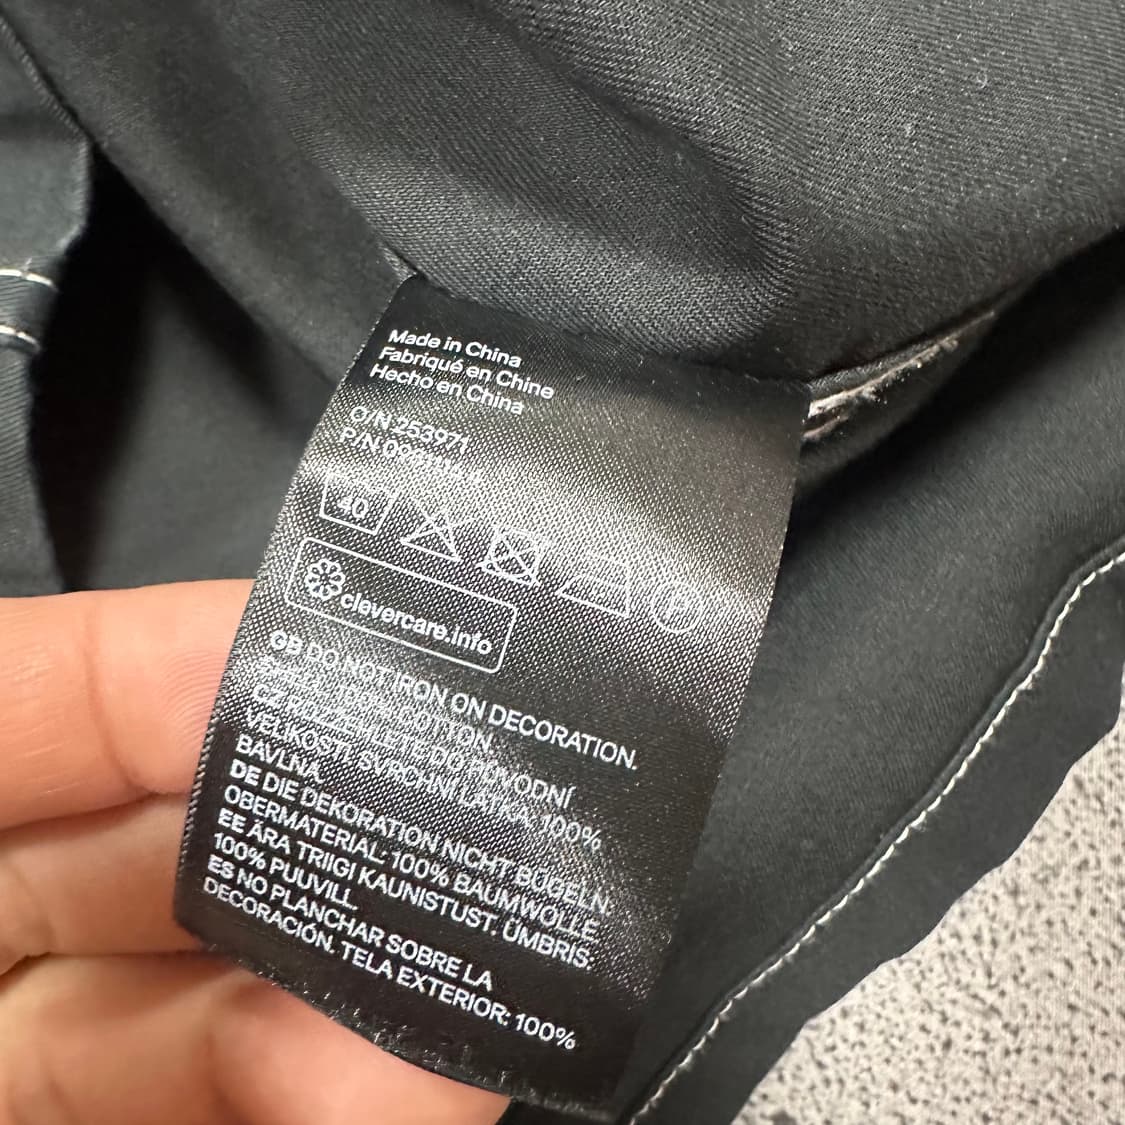 Made in China
Fabriqué en Chine
Hecho en China
O/N 253971
P/N
40
P
clevercare.info
GB DO NOT IRON ON DECORATION.
100% COTTON.
CZ DO PŮVODNÍ
VELIKOSTI. SVRCHNÍ LÁTKA: 100%
BAVLNA.
DE DIE DEKORATION NICHT BÜGELN.
OBERMATERIAL: 100% BAUMWOLLE
EE ÄRA TRIIGI KAUNISTUST. ÜMBRIS:
100% PUUVILL.
ES NO PLANCHAR SOBRE LA
DECORACIÓN. TELA EXTERIOR: 100%